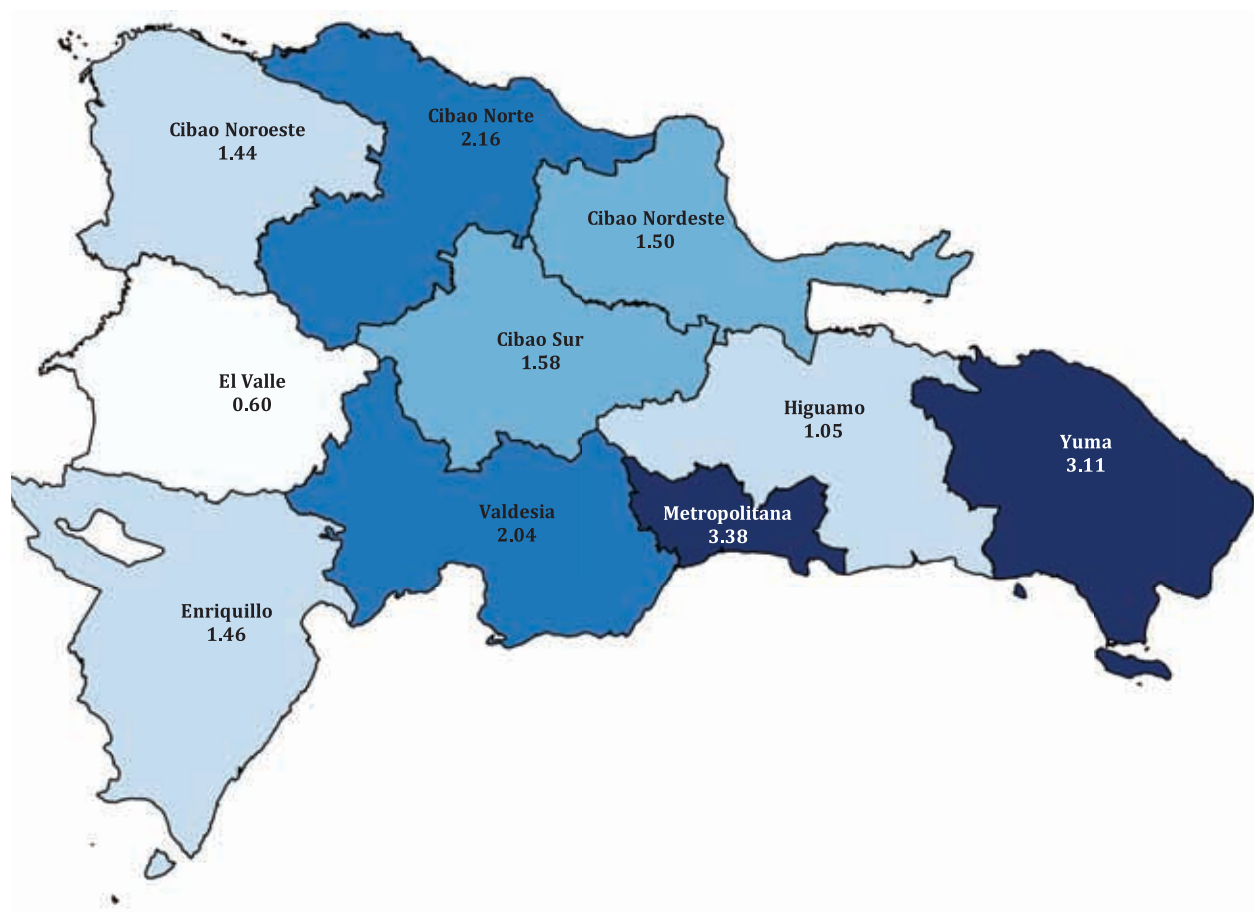 Cibao Noroeste
1.44
Cibao Norte
2.16
Cibao Nordeste
1.50
Cibao Sur
1.58
El Valle
0.60
Higuamo
1.05
Yuma
3.11
Valdesia
2.04
Metropolitana
3.38
Enriquillo
1.46